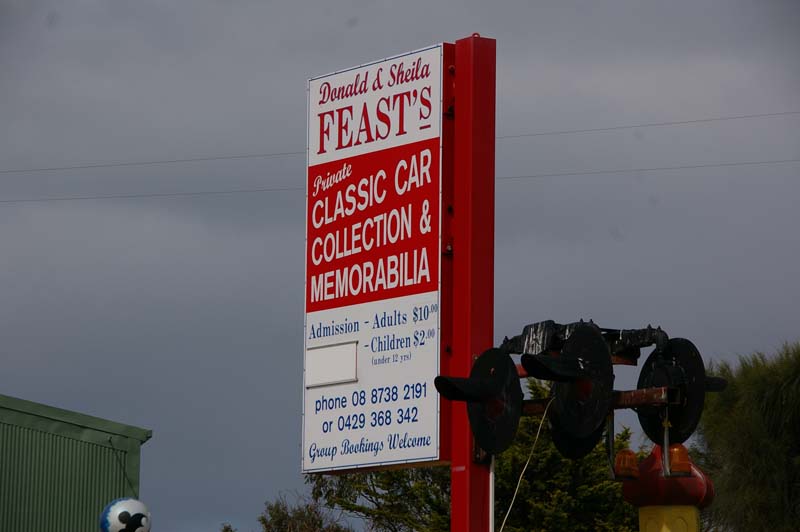 Donald & Sheila
FEAST's
Private
CLASSIC CAR
COLLECTION &
MEMORABILIA
Admission - Adults $10.00
- Children $2.00
(under 12 yrs)
phone 08 8738 2191
or 0429 368 342
Group Bookings Welcome